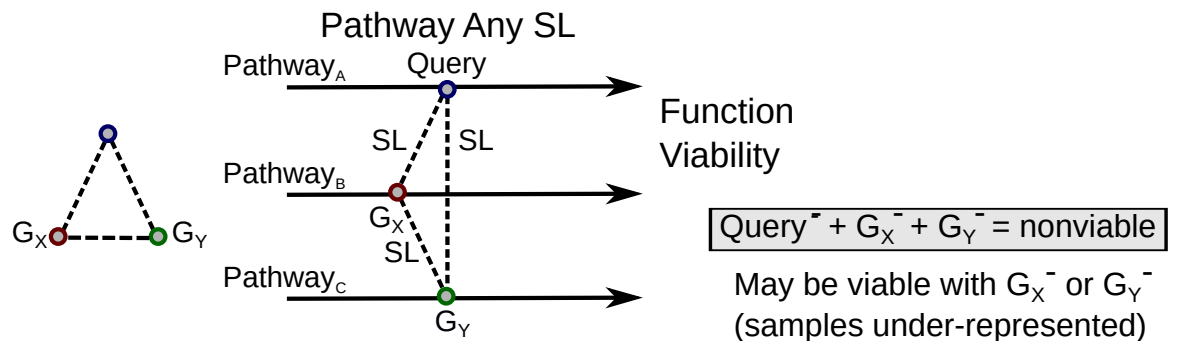 Pathway Any SL
Pathway_A
Query
SL SL
Function
Viability
Pathway_B
G_X G_Y
G_X
SL
Query⁻ + G_X⁻ + G_Y⁻ = nonviable
Pathway_C
G_Y
May be viable with G_X⁻ or G_Y⁻
(samples under-represented)